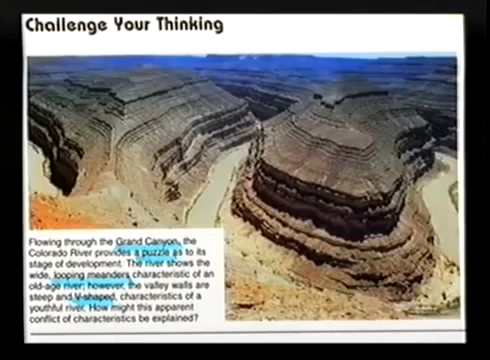 Challenge Your Thinking
Flowing through the Grand Canyon, the
Colorado River provides a puzzle as to its
stage of development. The river shows the
wide, looping meanders characteristic of an
old-age river; however, the valley walls are
steep and V-shaped, characteristics of a
youthful river. How might this apparent
conflict of characteristics be explained?